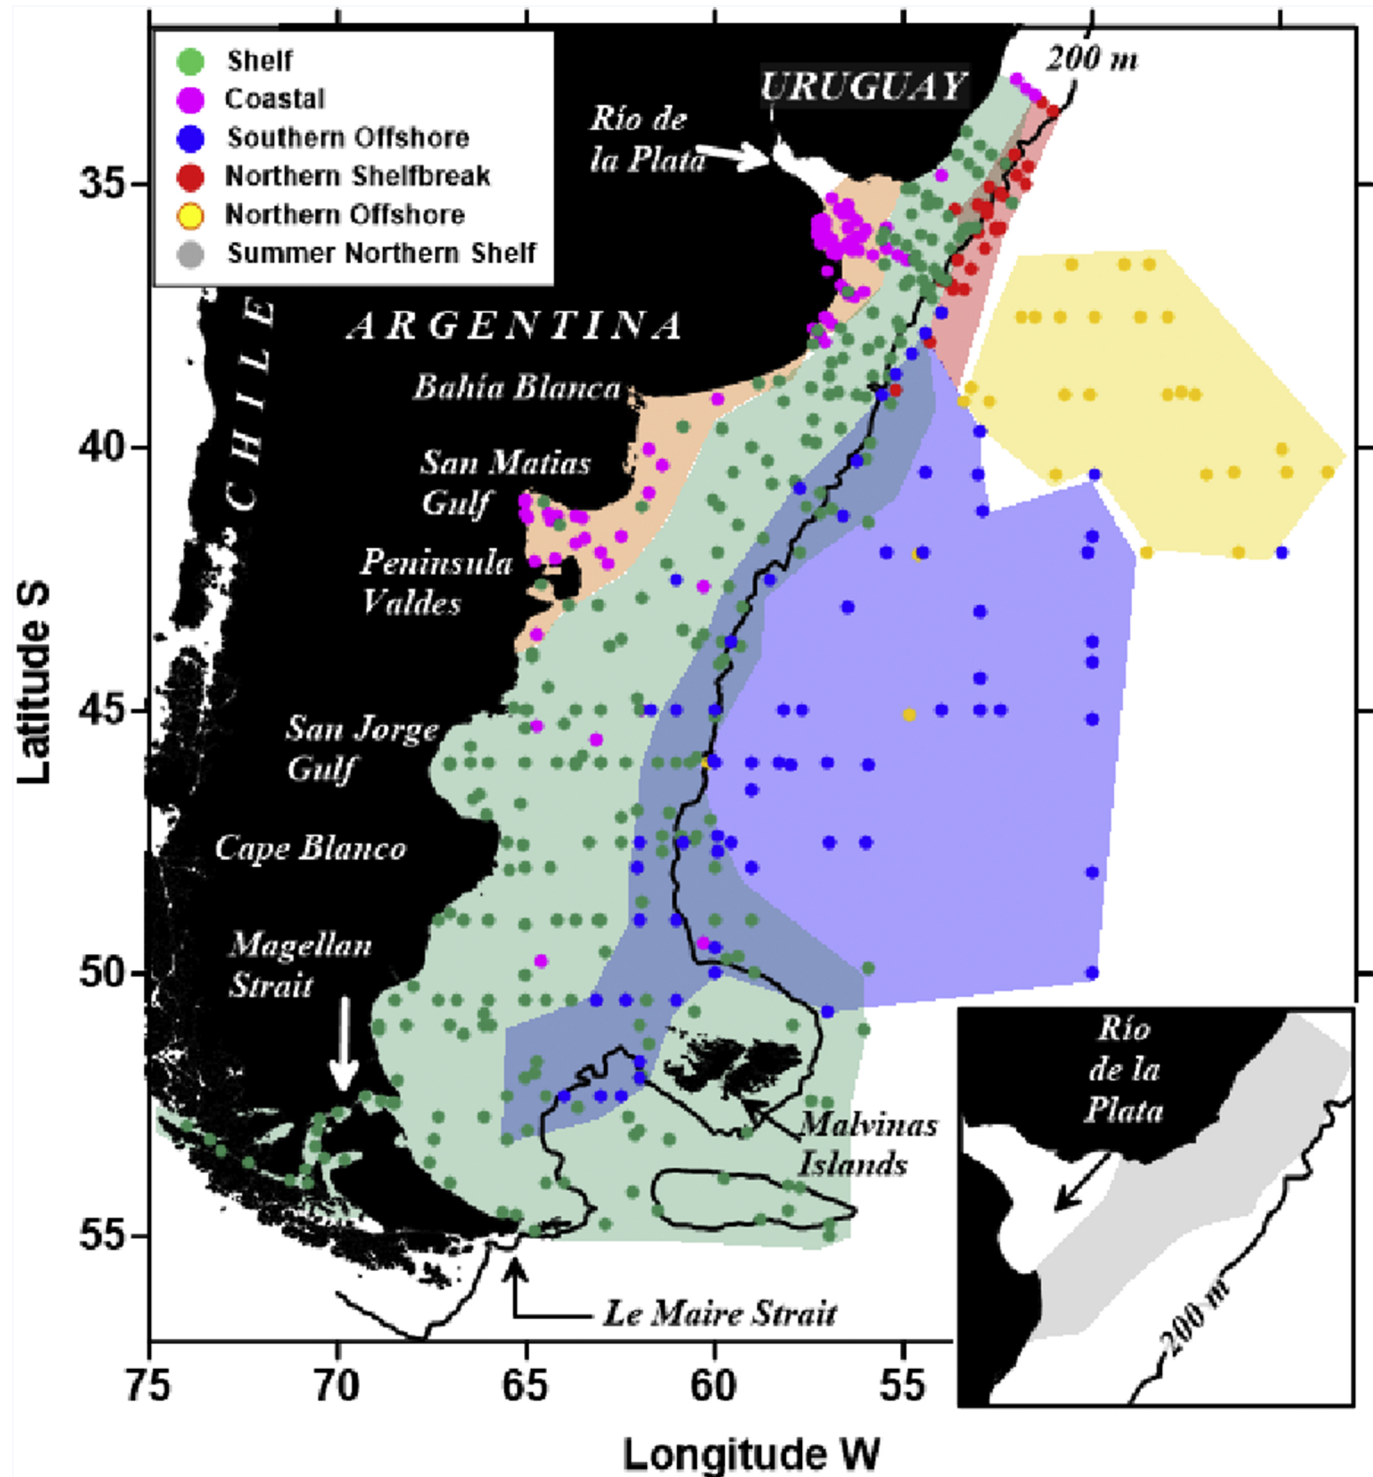 Shelf
Coastal
Southern Offshore
Northern Shelfbreak
Northern Offshore
Summer Northern Shelf
200 m
URUGUAY
Río de
la Plata
35
CHILE
ARGENTINA
Bahía Blanca
40
San Matias
Gulf
Peninsula
Valdes
Latitude S
45
San Jorge
Gulf
Cape Blanco
Magellan
Strait
50
Malvinas
Islands
55
Le Maire Strait
Río
de la
Plata
200 m
75
70
65
60
55
Longitude W